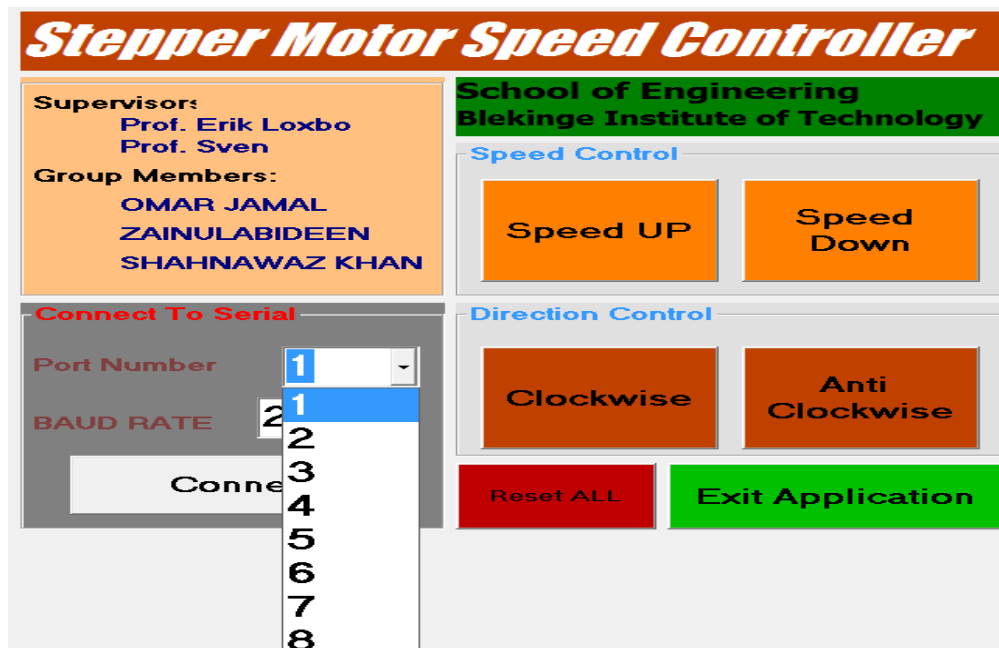 Stepper Motor Speed Controller
Supervisors
Prof. Erik Loxbo
Prof. Sven
Group Members:
OMAR JAMAL
ZAINULABIDEEN
SHAHNAWAZ KHAN
School of Engineering
Blekinge Institute of Technology
Speed Control
Speed UP
Speed
Down
Connect To Serial
Port Number
1
BAUD RATE
2
Conne
1
2
3
4
5
6
7
8
Direction Control
Clockwise
Anti
Clockwise
Reset ALL
Exit Application